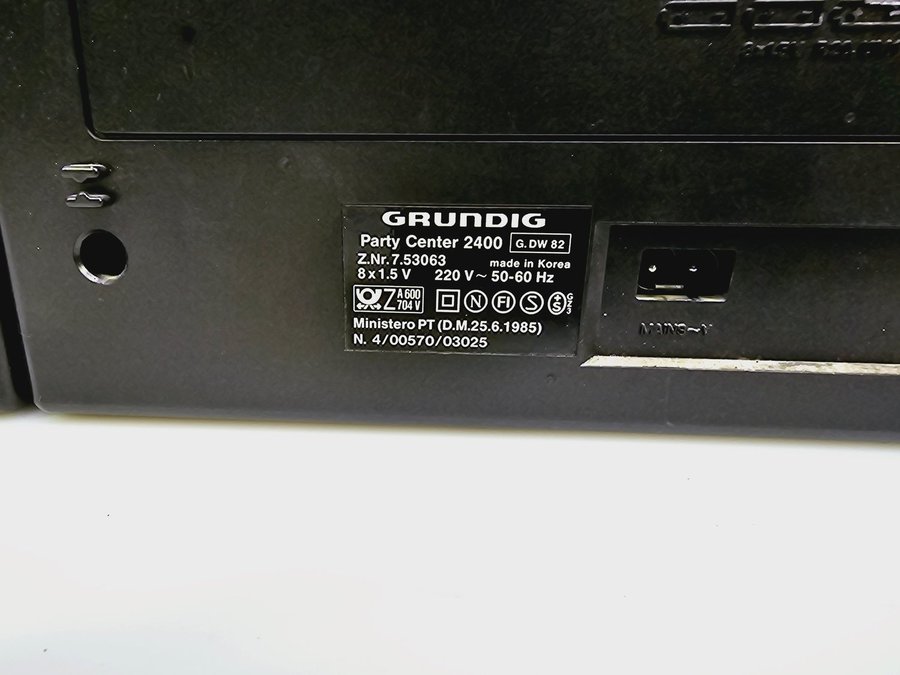 GRUNDIG
Party Center 2400 G.DW 82
Z.Nr. 7.53063 made in Korea
8 x 1.5 V 220 V ~ 50-60 Hz
Z A 600 704 V N FI S +S
Ministero PT (D.M.25.6.1985)
N. 4/00570/03025
MAINS~